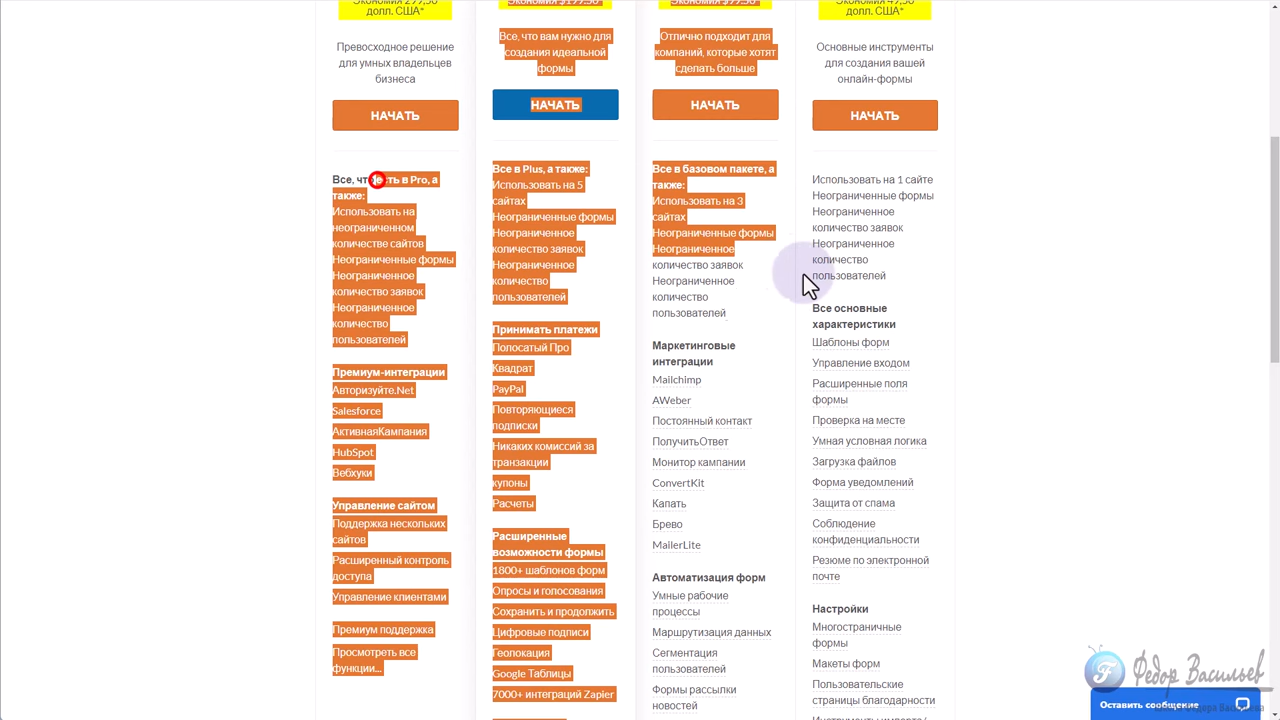 Экономия 299,50
долл. США*
Превосходное решение
для умных владельцев
бизнеса
НАЧАТЬ
Все, что есть в Pro, а
также:
Использовать на
неограниченном
количестве сайтов
Неограниченные формы
Неограниченное
количество заявок
Неограниченное
количество
пользователей
Премиум-интеграции
Авторизуйте.Net
Salesforce
АктивнаяКампания
HubSpot
Вебхуки
Управление сайтом
Поддержка нескольких
сайтов
Расширенный контроль
доступа
Управление клиентами
Премиум поддержка
Просмотреть все
функции...
Экономия $199,50*
Все, что вам нужно для
создания идеальной
формы
НАЧАТЬ
Все в Plus, а также:
Использовать на 5
сайтах
Неограниченные формы
Неограниченное
количество заявок
Неограниченное
количество
пользователей
Принимать платежи
Полосатый Про
Квадрат
PayPal
Повторяющиеся
подписки
Никаких комиссий за
транзакции
купоны
Расчеты
Расширенные
возможности формы
1800+ шаблонов форм
Опросы и голосования
Сохранить и продолжить
Цифровые подписи
Геолокация
Google Таблицы
7000+ интеграций Zapier
Экономия $99,50*
Отлично подходит для
компаний, которые хотят
сделать больше
НАЧАТЬ
Все в базовом пакете, а
также:
Использовать на 3
сайтах
Неограниченные формы
Неограниченное
количество заявок
Неограниченное
количество
пользователей
Маркетинговые
интеграции
Mailchimp
AWeber
Постоянный контакт
ПолучитьОтвет
Монитор кампании
ConvertKit
Капать
Брево
MailerLite
Автоматизация форм
Умные рабочие
процессы
Маршрутизация данных
Сегментация
пользователей
Формы рассылки
новостей
Экономия 49,50
долл. США*
Основные инструменты
для создания вашей
онлайн-формы
НАЧАТЬ
Использовать на 1 сайте
Неограниченные формы
Неограниченное
количество заявок
Неограниченное
количество
пользователей
Все основные
характеристики
Шаблоны форм
Управление входом
Расширенные поля
формы
Проверка на месте
Умная условная логика
Загрузка файлов
Форма уведомлений
Защита от спама
Соблюдение
конфиденциальности
Резюме по электронной
почте
Настройки
Многостраничные
формы
Макеты форм
Пользовательские
страницы благодарности
Федор Васильев
Оставить сообщение